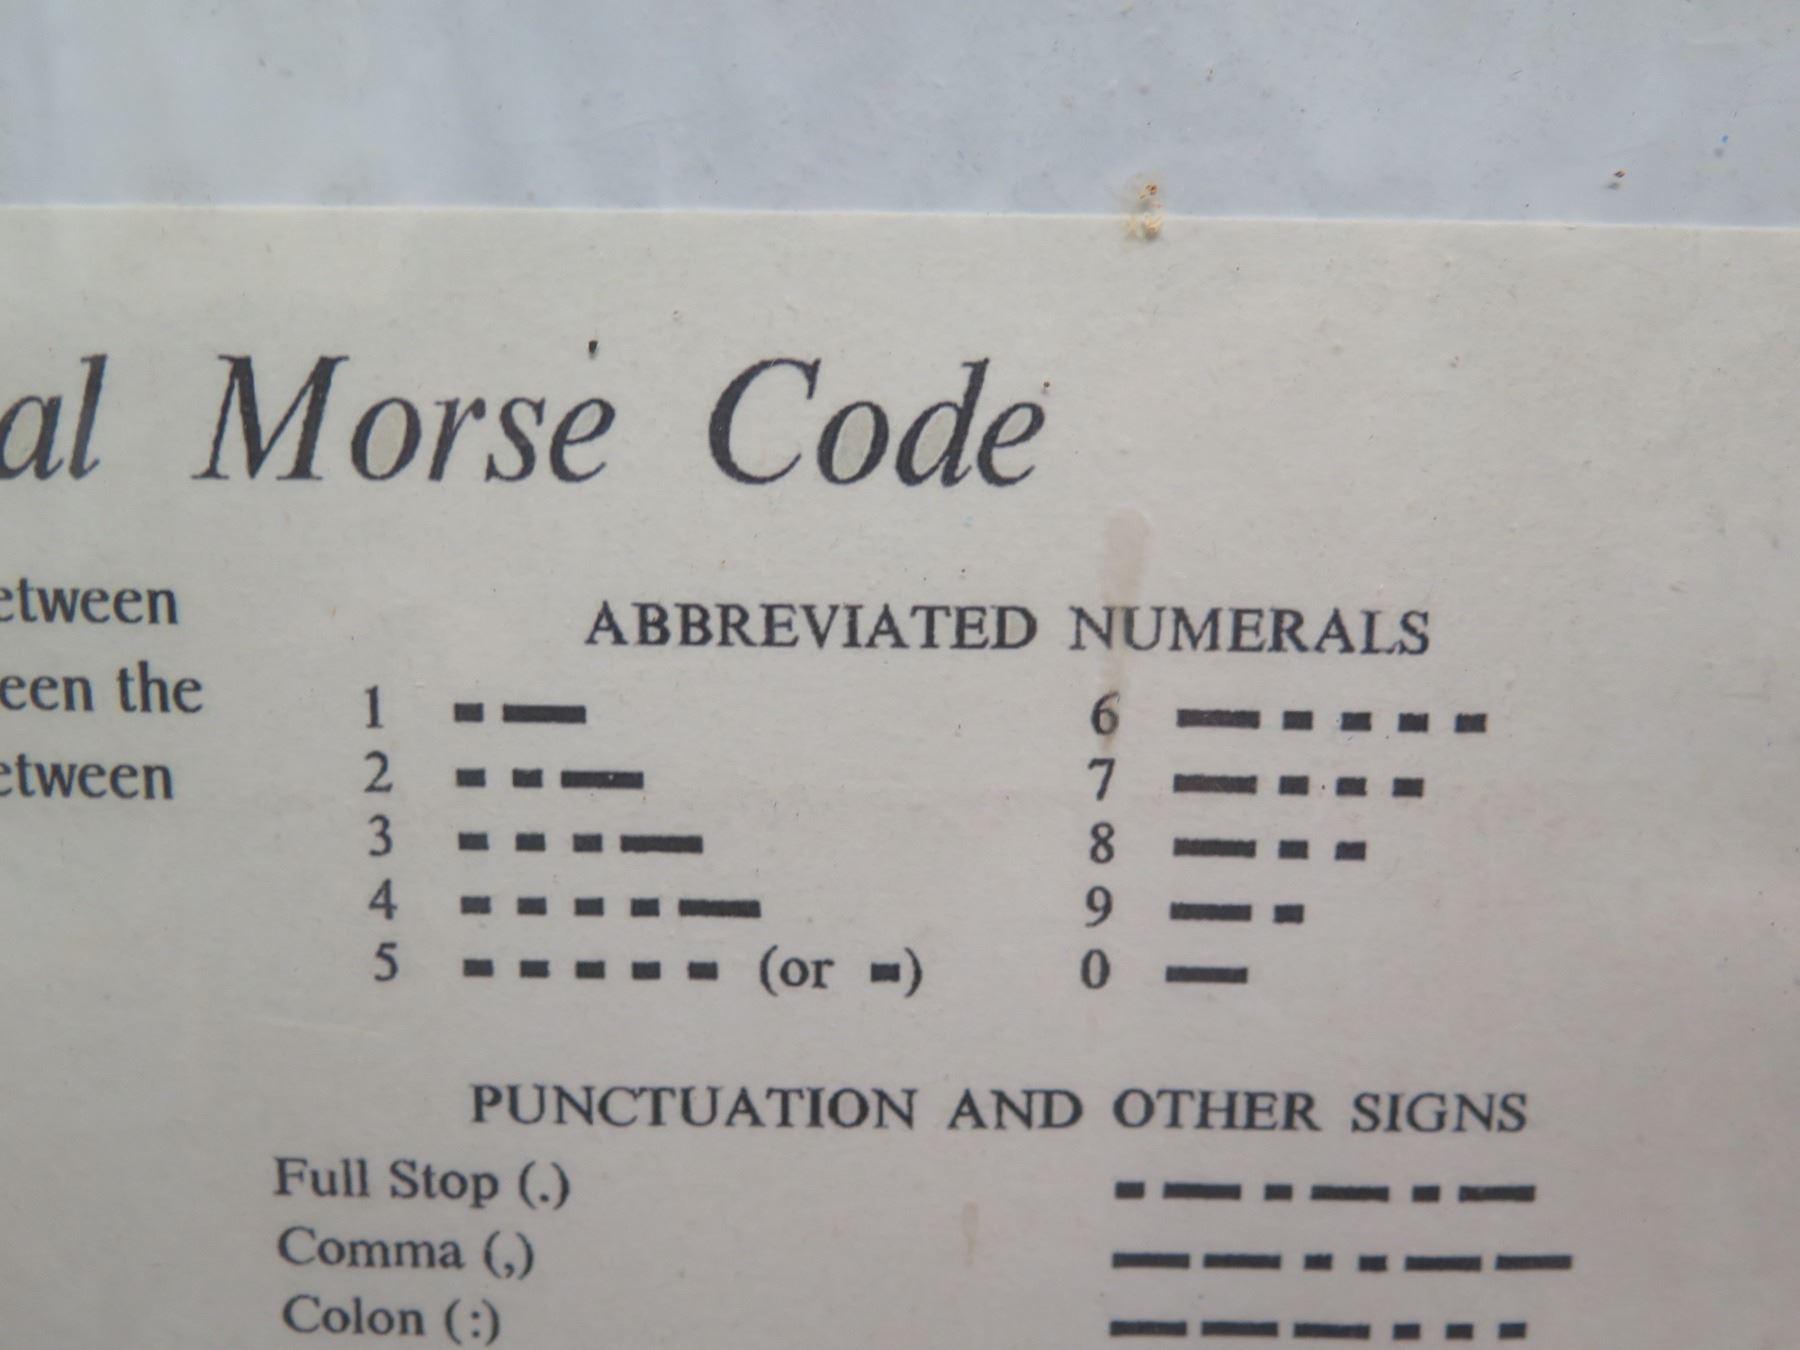 al Morse Code
etween
een the
etween
ABBREVIATED NUMERALS
1 ▪ ▬ 6 ▬ ▪ ▪ ▪ ▪
2 ▪ ▪ ▬ 7 ▬ ▪ ▪ ▪
3 ▪ ▪ ▪ ▬ 8 ▬ ▪ ▪
4 ▪ ▪ ▪ ▪ ▬ 9 ▬ ▪
5 ▪ ▪ ▪ ▪ ▪ (or ▪) 0 ▬
PUNCTUATION AND OTHER SIGNS
Full Stop (.) ▪ ▬ ▪ ▬ ▪ ▬
Comma (,) ▬ ▬ ▪ ▪ ▬ ▬
Colon (:) ▬ ▬ ▬ ▪ ▪ ▪